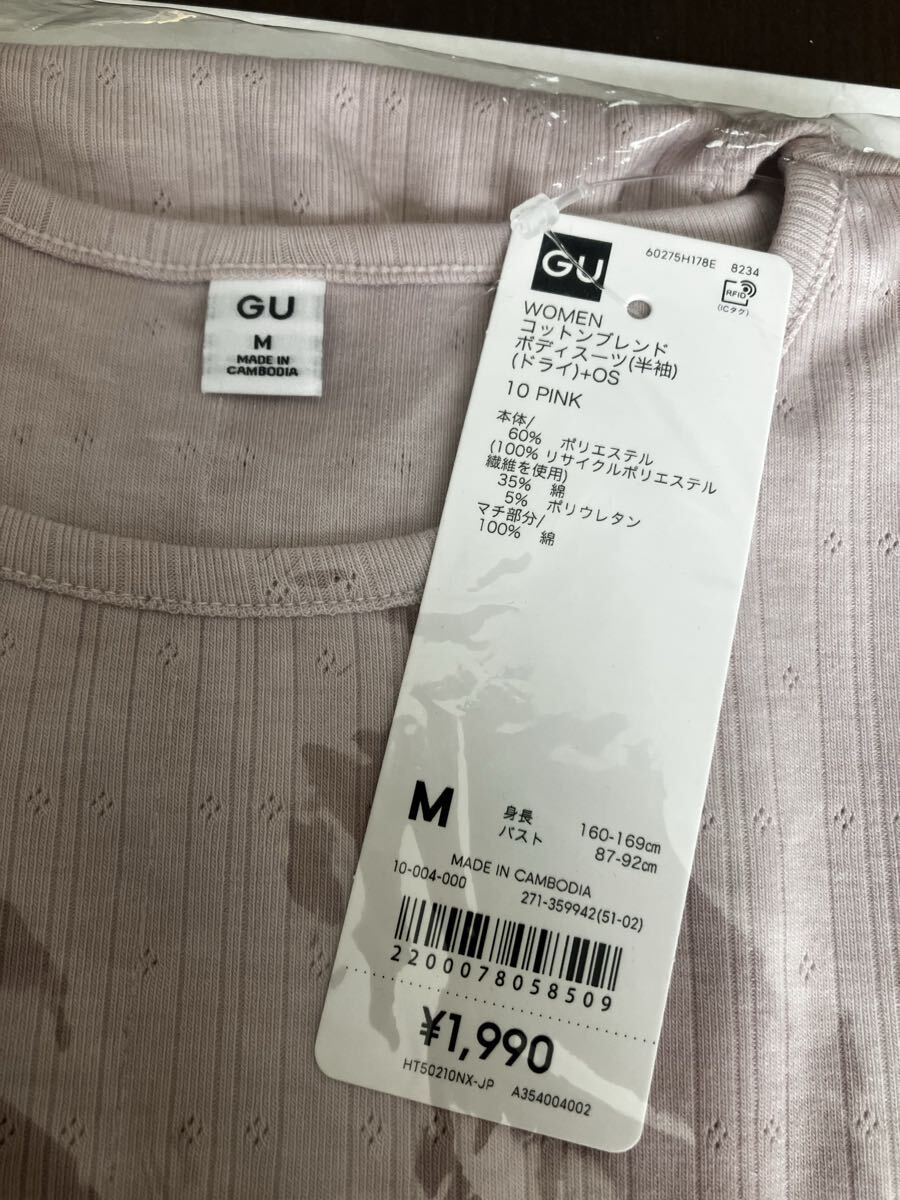 GU
M
MADE IN
CAMBODIA
GU
60275H178E 8234
RFID
(ICタグ)
WOMEN
コットンブレンド
ボディスーツ(半袖)
(ドライ)+OS
10 PINK
本体/
60% ポリエステル
(100% リサイクルポリエステル
繊維を使用)
35% 綿
5% ポリウレタン
マチ部分/
100% 綿
M
身長 160-169cm
バスト 87-92cm
MADE IN CAMBODIA
10-004-000 271-359942(51-02)
2200078058509
¥1,990
HT50210NX-JP A354004002